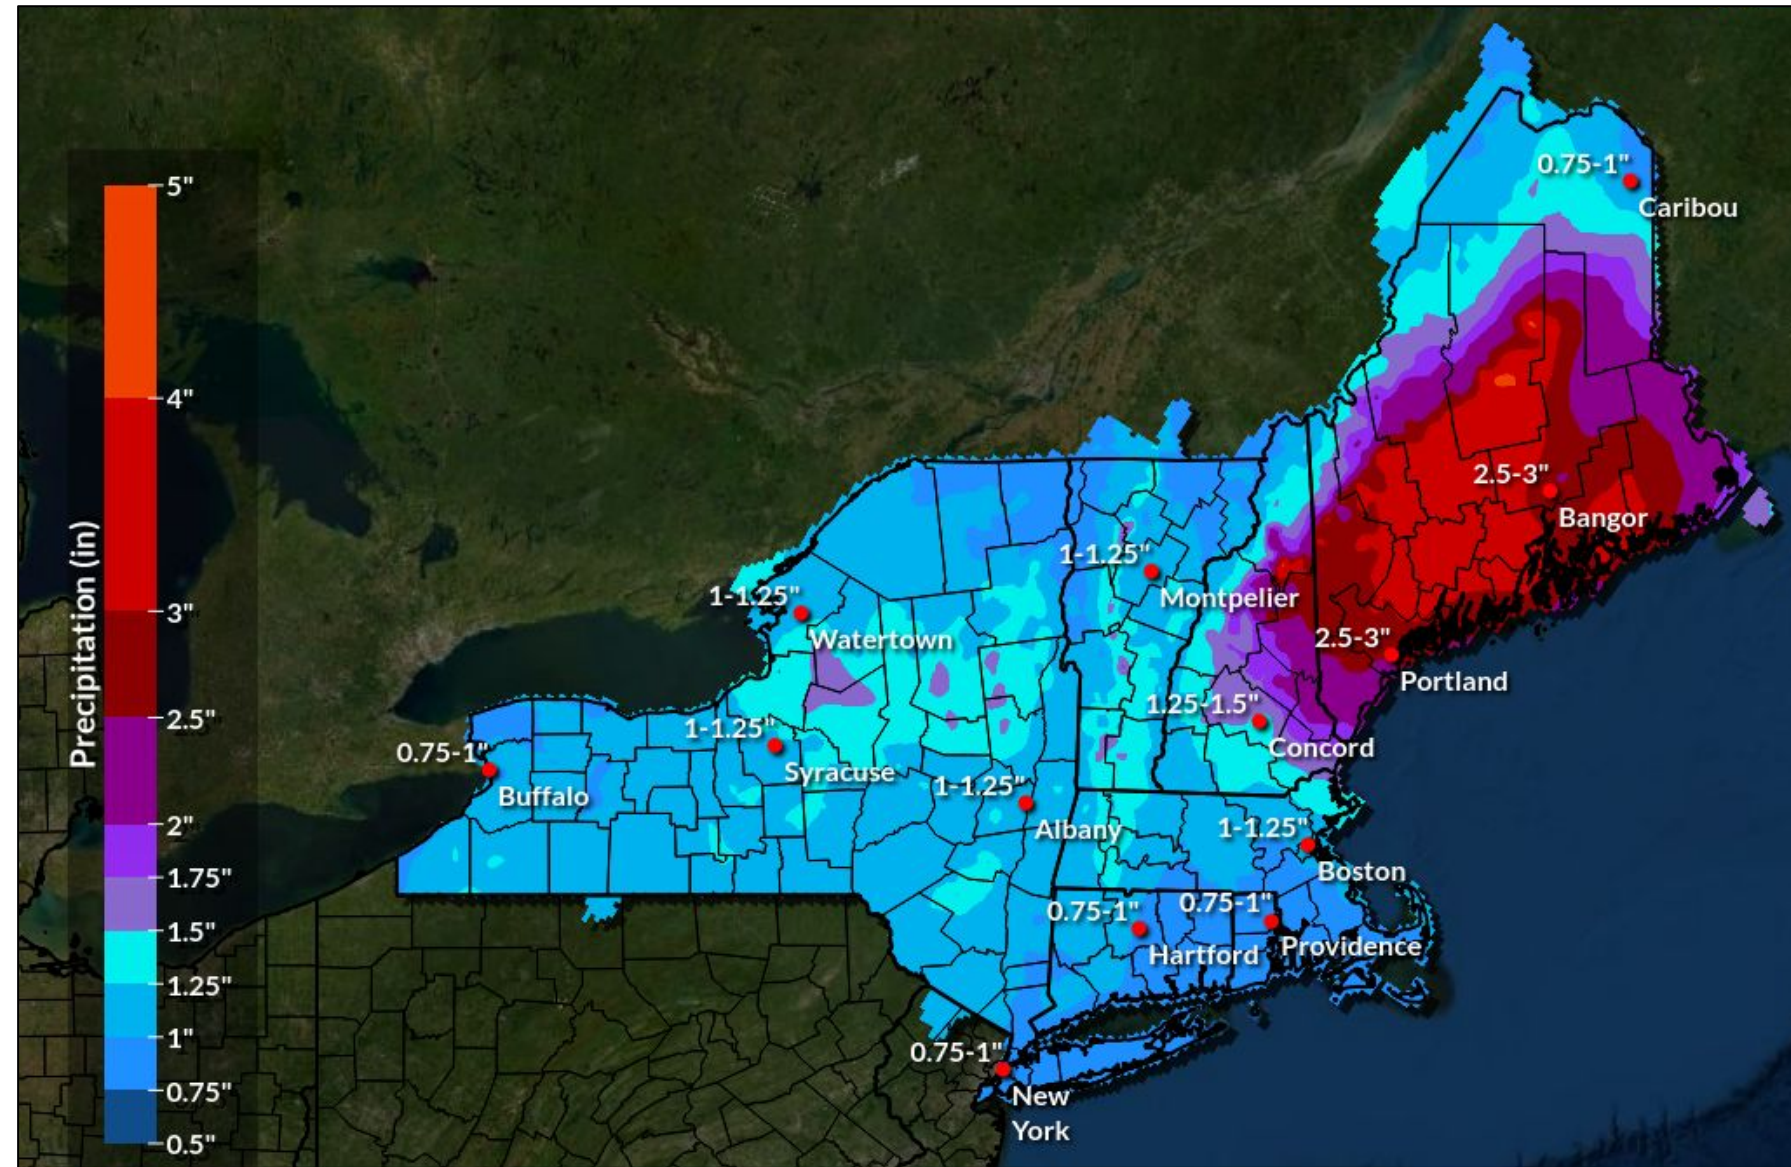 Precipitation (in)
5"
4"
3"
2.5"
2"
1.75"
1.5"
1.25"
1"
0.75"
0.5"
0.75-1"
Caribou
2.5-3"
Bangor
1-1.25"
Montpelier
1-1.25"
Watertown
2.5-3"
Portland
1.25-1.5"
Concord
1-1.25"
Syracuse
0.75-1"
Buffalo
1-1.25"
Albany
1-1.25"
Boston
0.75-1"
Hartford
0.75-1"
Providence
0.75-1"
New
York